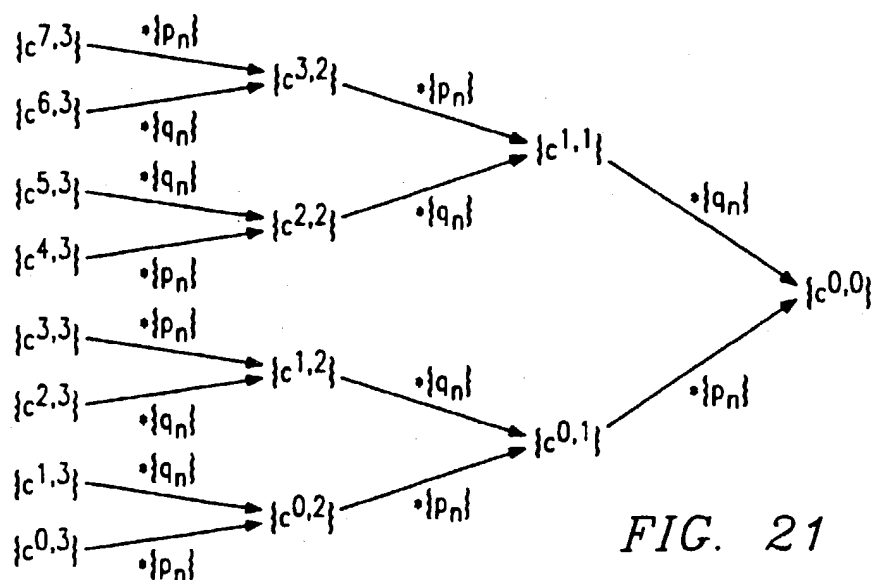 {c^7,3}
*{p_n}
{c^3,2}
{c^6,3}
*{q_n}
*{p_n}
{c^1,1}
{c^5,3}
*{q_n}
{c^2,2}
*{q_n}
{c^4,3}
*{p_n}
*{q_n}
{c^0,0}
{c^3,3}
*{p_n}
{c^1,2}
{c^2,3}
*{q_n}
*{q_n}
{c^0,1}
*{p_n}
{c^1,3}
*{q_n}
{c^0,2}
*{p_n}
{c^0,3}
*{p_n}
FIG. 21